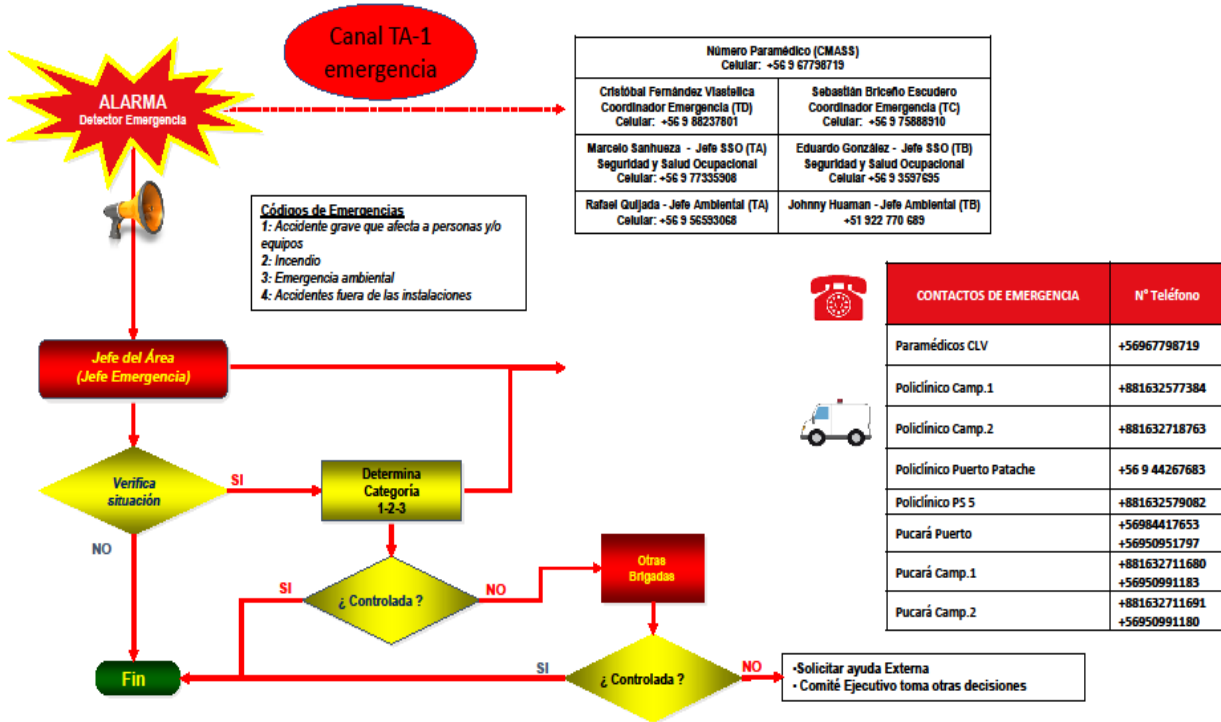 Canal TA-1
emergencia
ALARMA
Detector Emergencia
Número Paramédico (CMASS)
Celular: +56 9 67798719
Cristóbal Fernández Vlastelica
Coordinador Emergencia (TD)
Celular: +56 9 88237801
Sebastián Briceño Escudero
Coordinador Emergencia (TC)
Celular: +56 9 75888910
Marcelo Sanhueza - Jefe SSO (TA)
Seguridad y Salud Ocupacional
Celular: +56 9 77335908
Eduardo González - Jefe SSO (TB)
Seguridad y Salud Ocupacional
Celular +56 9 3597695
Rafael Quijada - Jefe Ambiental (TA)
Celular: +56 9 56593068
Johnny Huaman - Jefe Ambiental (TB)
+51 922 770 689
Códigos de Emergencias
1: Accidente grave que afecta a personas y/o
equipos
2: Incendio
3: Emergencia ambiental
4: Accidentes fuera de las instalaciones
CONTACTOS DE EMERGENCIA
N° Teléfono
Paramédicos CLV
+56967798719
Policlínico Camp.1
+881632577384
Policlínico Camp.2
+881632718763
Policlínico Puerto Patache
+56 9 44267683
Policlínico PS 5
+881632579082
Pucará Puerto
+56984417653
+56950951797
Pucará Camp.1
+881632711680
+56950991183
Pucará Camp.2
+881632711691
+56950991180
Jefe del Área
(Jefe Emergencia)
Verifica
situación
SI
NO
Determina
Categoría
1-2-3
¿ Controlada ?
SI
NO
Otras
Brigadas
¿ Controlada ?
SI
NO
•Solicitar ayuda Externa
• Comité Ejecutivo toma otras decisiones
Fin